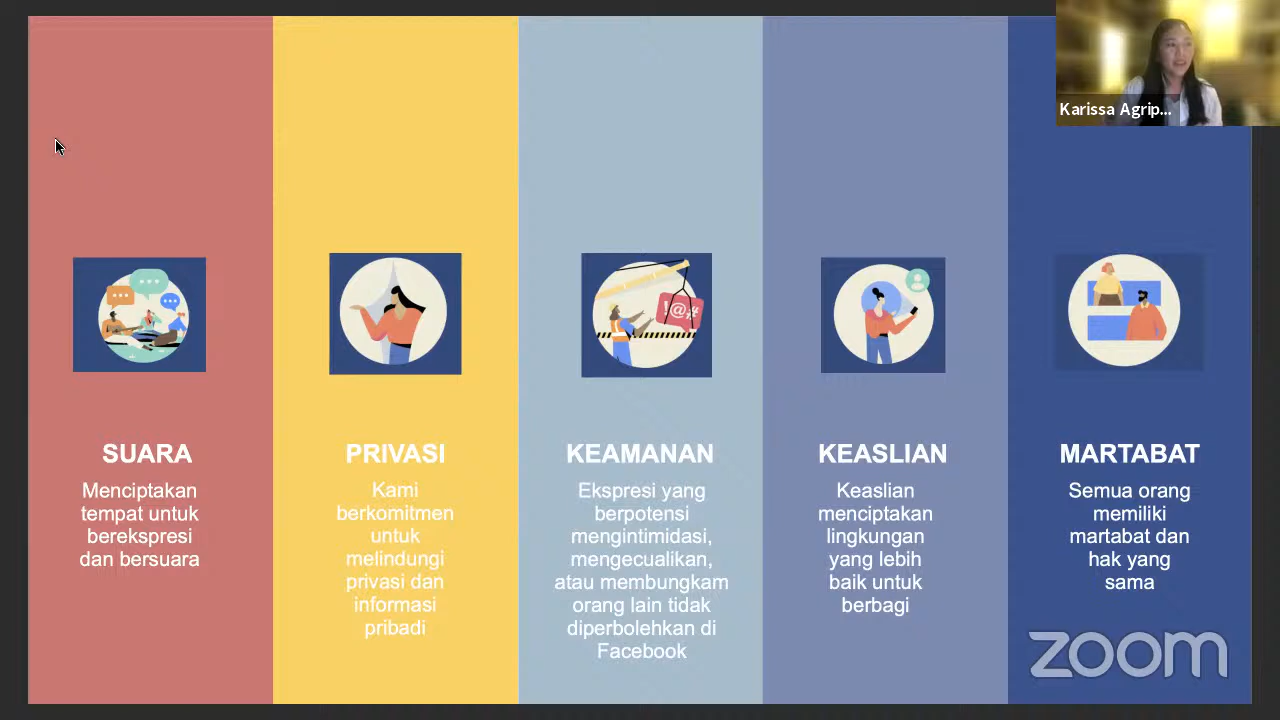 Karissa Agrip...
!@#
SUARA
Menciptakan
tempat untuk
berekspresi
dan bersuara
PRIVASI
Kami
berkomitmen
untuk
melindungi
privasi dan
informasi
pribadi
KEAMANAN
Ekspresi yang
berpotensi
mengintimidasi,
mengecualikan,
atau membungkam
orang lain tidak
diperbolehkan di
Facebook
KEASLIAN
Keaslian
menciptakan
lingkungan
yang lebih
baik untuk
berbagi
MARTABAT
Semua orang
memiliki
martabat dan
hak yang
sama
zoom